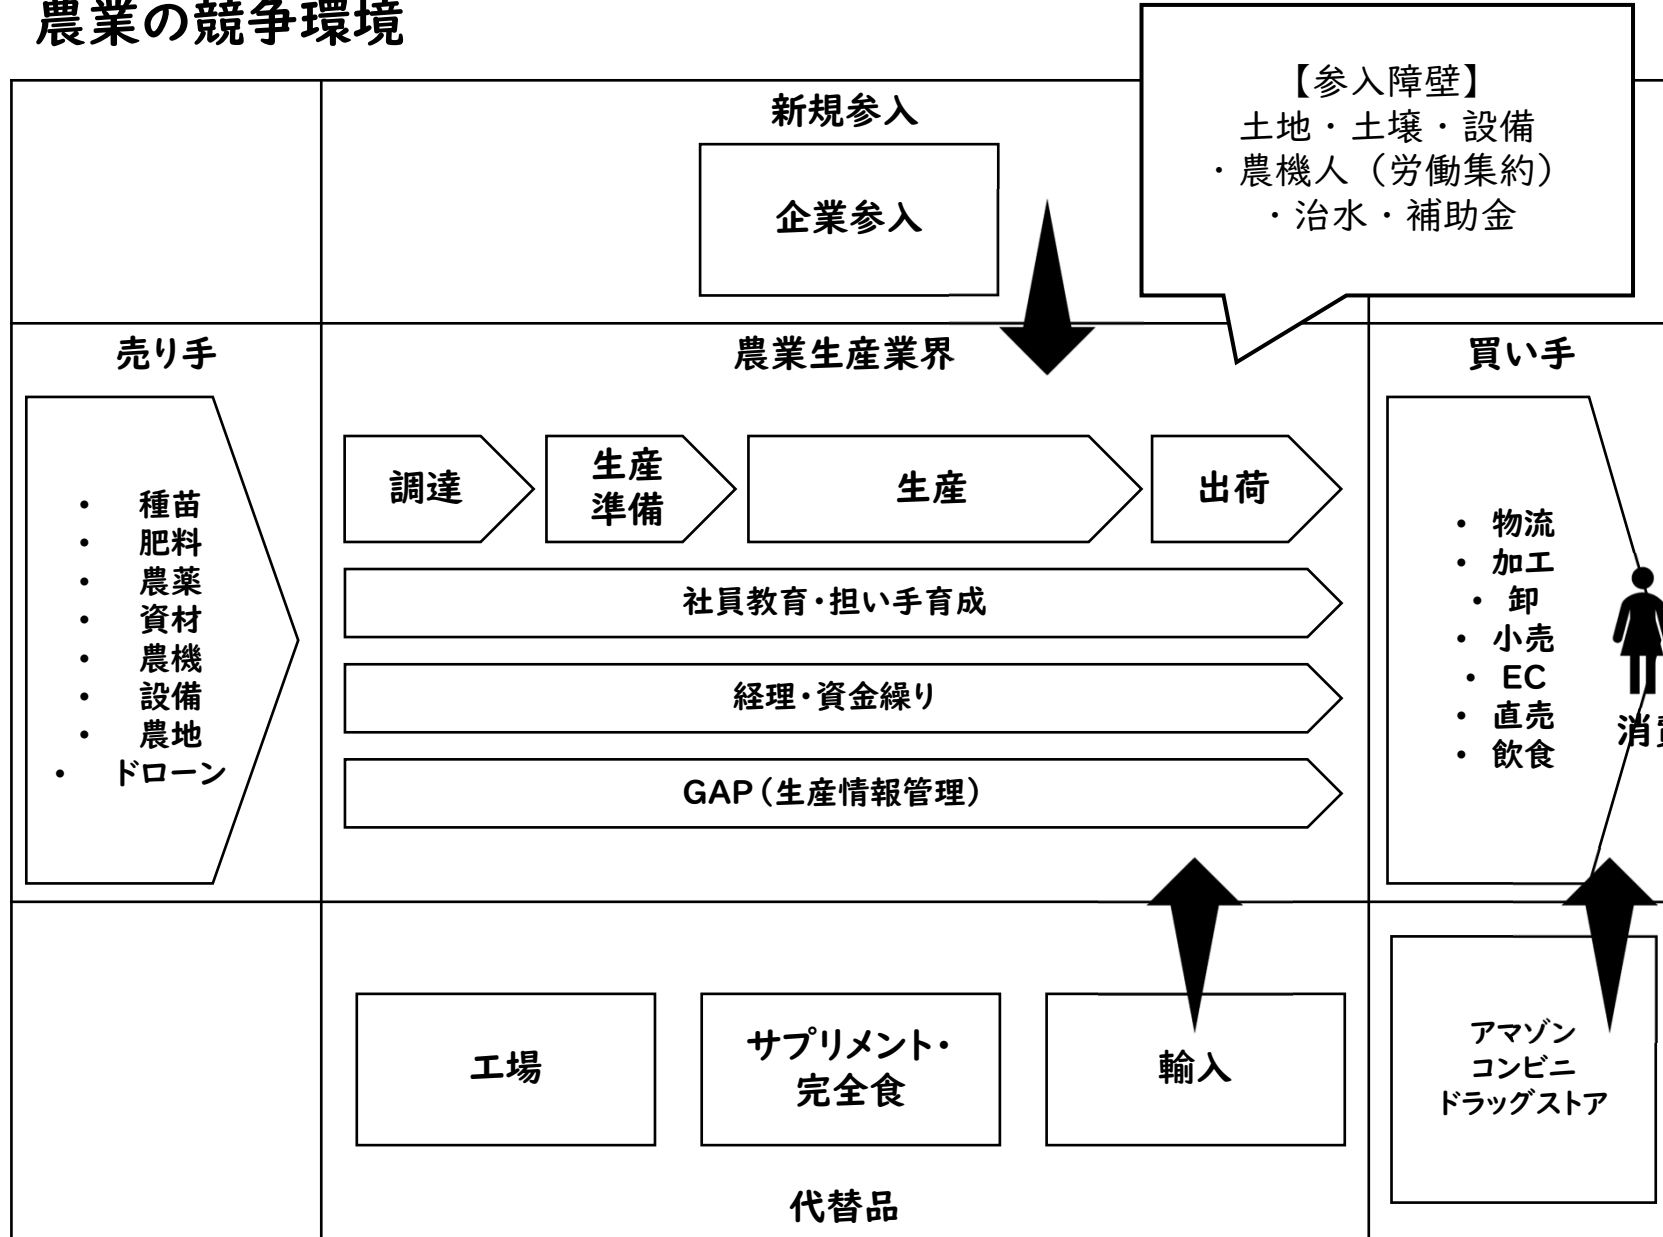 農業の競争環境
新規参入
企業参入
【参入障壁】
土地・土壌・設備
・農機人（労働集約）
・治水・補助金
売り手
• 種苗
• 肥料
• 農薬
• 資材
• 農機
• 設備
• 農地
• ドローン
農業生産業界
調達
生産
準備
生産
出荷
社員教育・担い手育成
経理・資金繰り
GAP（生産情報管理）
買い手
• 物流
• 加工
• 卸
• 小売
• EC
• 直売
• 飲食
工場
サプリメント・
完全食
輸入
代替品
アマゾン
コンビニ
ドラッグストア